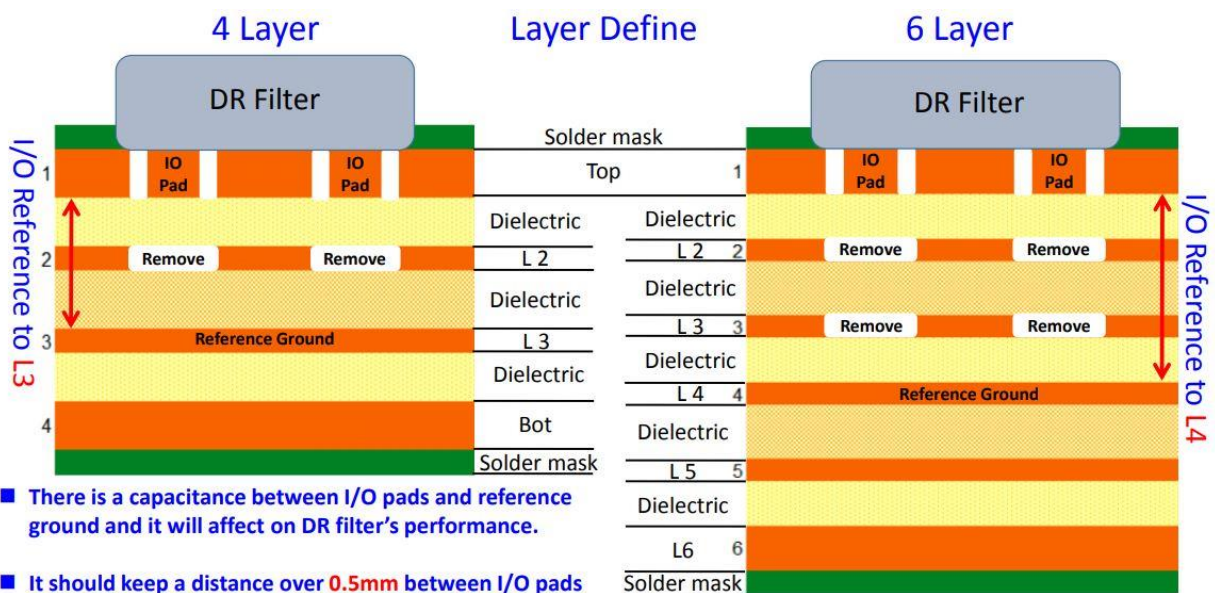 4 Layer
Layer Define
6 Layer
DR Filter
DR Filter
I/O Reference to L3
1
IO
Pad
IO
Pad
2
Remove
Remove
3
Reference Ground
4
Solder mask
Top
1
Dielectric
L 2
Dielectric
L 3
Dielectric
Bot
Solder mask
Dielectric
L 2 2
Dielectric
L 3 3
Dielectric
L 4 4
Dielectric
L 5 5
Dielectric
L6 6
Solder mask
IO
Pad
IO
Pad
Remove
Remove
Remove
Remove
Reference Ground
I/O Reference to L4
■ There is a capacitance between I/O pads and reference
ground and it will affect on DR filter’s performance.
■ It should keep a distance over 0.5mm between I/O pads